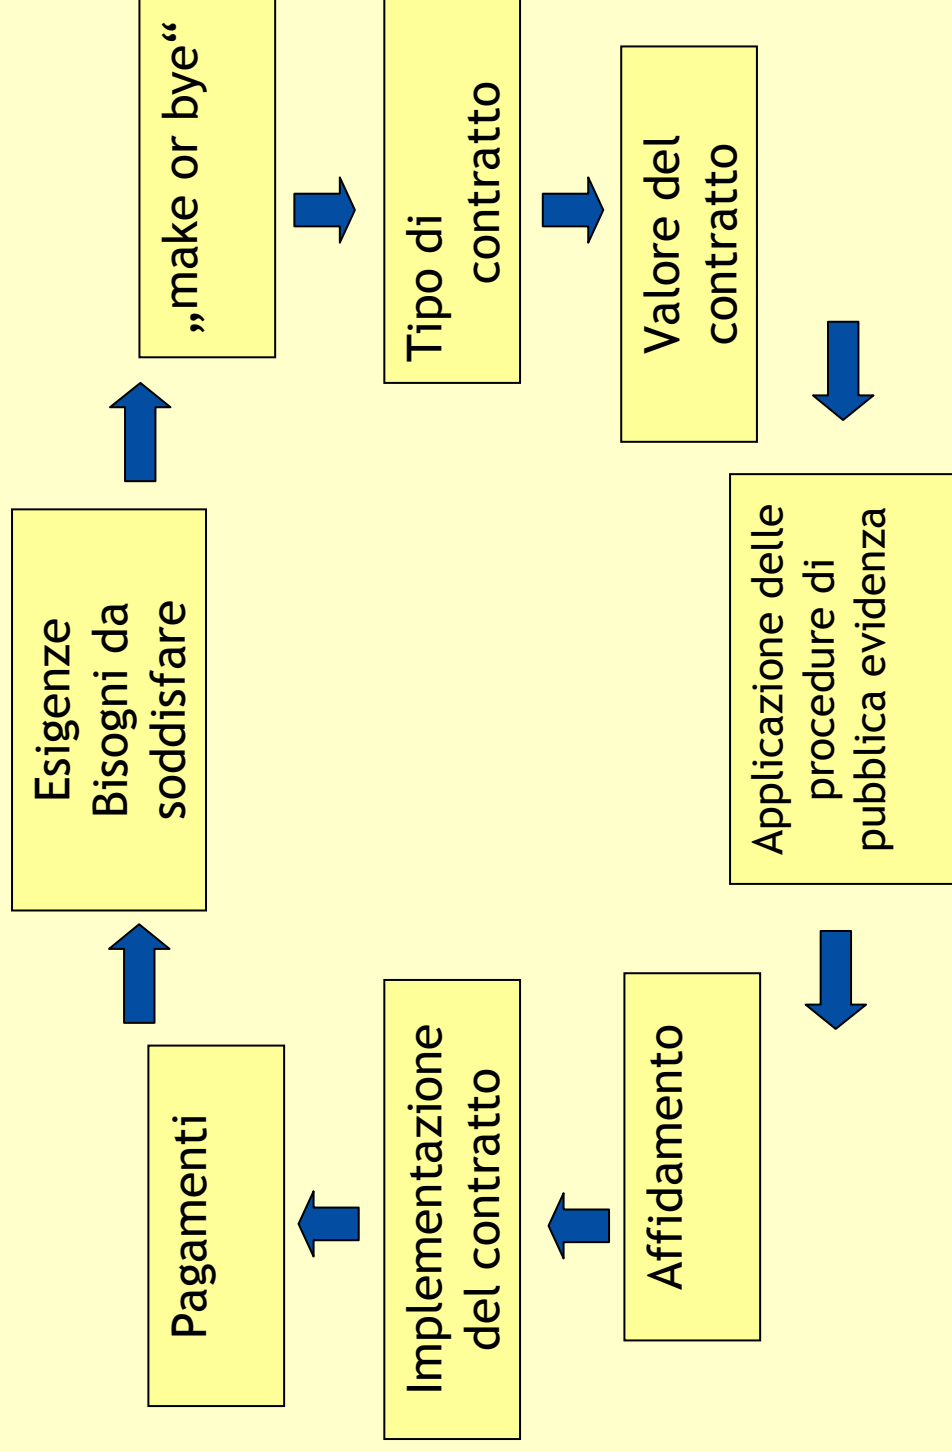 Esigenze
Bisogni da
soddisfare
„make or bye“
Tipo di
contratto
Valore del
contratto
Applicazione delle
procedure di
pubblica evidenza
Affidamento
Implementazione
del contratto
Pagamenti